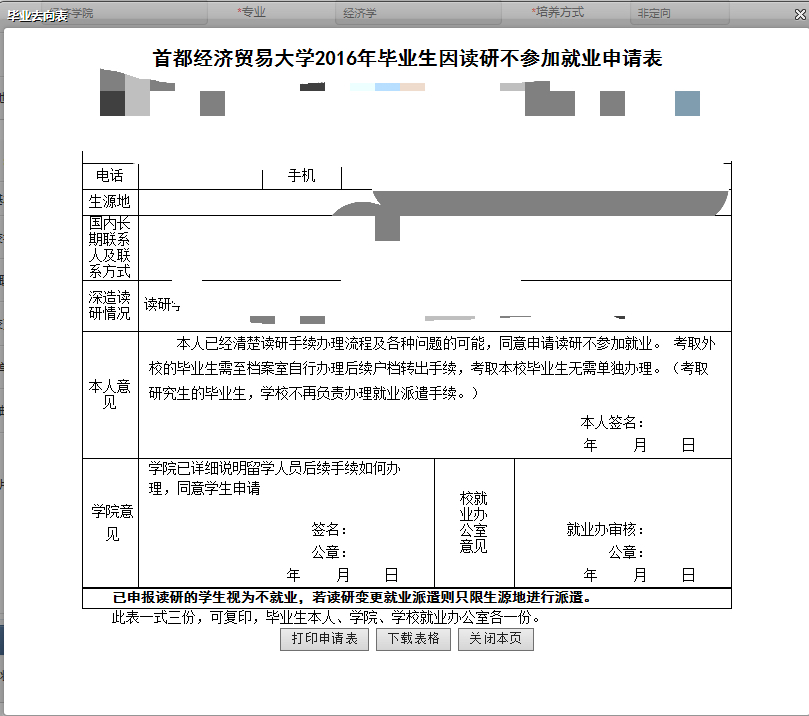 毕业去向表
经济学院 *专业 经济学 *培养方式 非定向
首都经济贸易大学2016年毕业生因读研不参加就业申请表
电话 手机
生源地
国内长
期联系
人及联
系方式
深造读
研情况
读研
本人意
见
本人已经清楚读研手续办理流程及各种问题的可能，同意申请读研不参加就业。 考取外
校的毕业生需至档案室自行办理后续户档转出手续，考取本校毕业生无需单独办理。（考取
研究生的毕业生，学校不再负责办理就业派遣手续。）
本人签名：
年 月 日
学院意
见
学院已详细说明留学人员后续手续如何办
理，同意学生申请
签名：
公章：
年 月 日
校就
业办
公室
意见
就业办审核：
公章：
年 月 日
已申报读研的学生视为不就业，若读研变更就业派遣则只限生源地进行派遣。
此表一式三份，可复印，毕业生本人、学院、学校就业办公室各一份。
打印申请表 下载表格 关闭本页